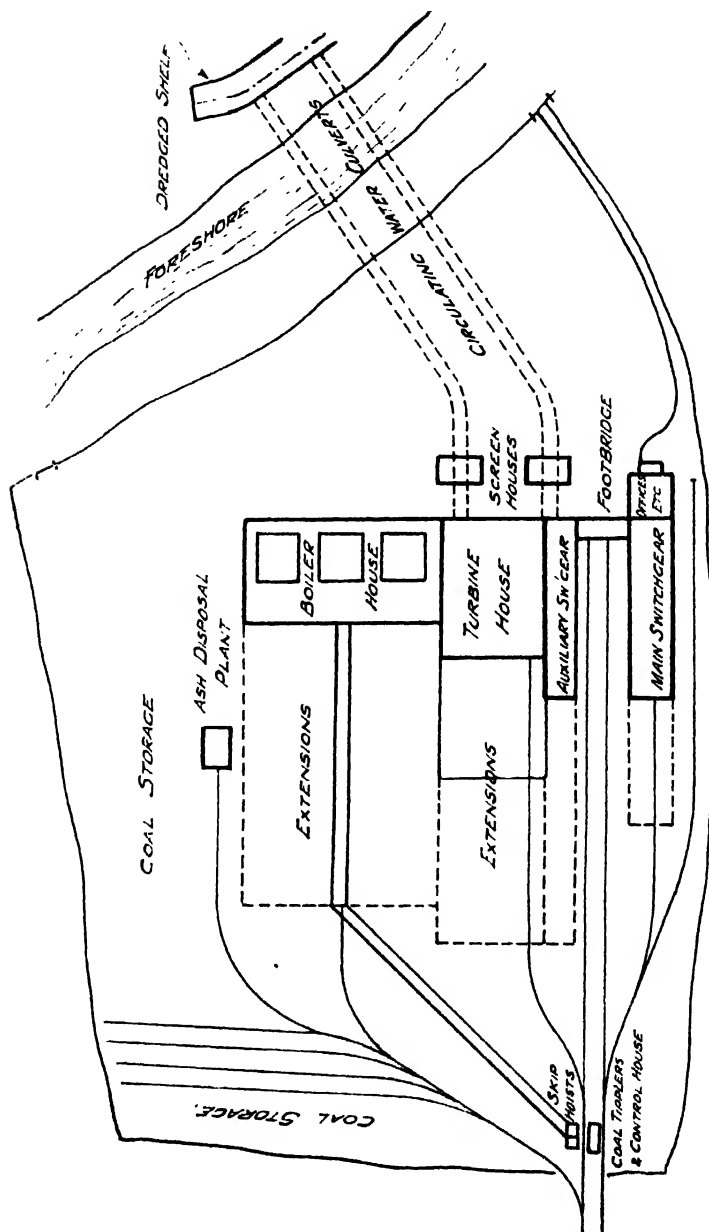 DREDGED SHELF
FORESHORE
CIRCULATING WATER CULVERTS
SCREEN
HOUSES
FOOTBRIDGE
OFFICES
ETC
BOILER
HOUSE
TURBINE
HOUSE
AUXILIARY SW'GEAR
MAIN SWITCHGEAR
ASH DISPOSAL
PLANT
COAL STORAGE
EXTENSIONS
EXTENSIONS
COAL STORAGE.
SKIP
HOISTS
COAL TIPPLERS
& CONTROL HOUSE